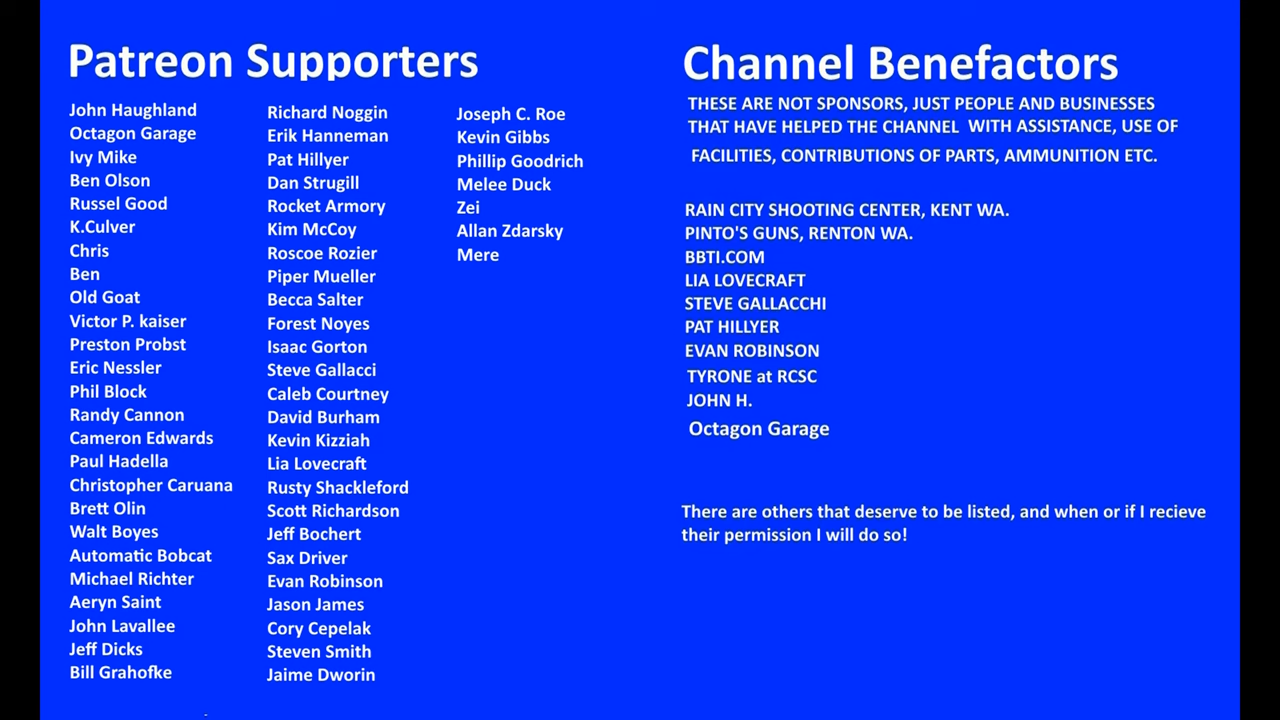 Patreon Supporters
John Haughland
Octagon Garage
Ivy Mike
Ben Olson
Russel Good
K.Culver
Chris
Ben
Old Goat
Victor P. kaiser
Preston Probst
Eric Nessler
Phil Block
Randy Cannon
Cameron Edwards
Paul Hadella
Christopher Caruana
Brett Olin
Walt Boyes
Automatic Bobcat
Michael Richter
Aeryn Saint
John Lavallee
Jeff Dicks
Bill Grahofke
Richard Noggin
Erik Hanneman
Pat Hillyer
Dan Strugill
Rocket Armory
Kim McCoy
Roscoe Rozier
Piper Mueller
Becca Salter
Forest Noyes
Isaac Gorton
Steve Gallacci
Caleb Courtney
David Burham
Kevin Kizziah
Lia Lovecraft
Rusty Shackleford
Scott Richardson
Jeff Bochert
Sax Driver
Evan Robinson
Jason James
Cory Cepelak
Steven Smith
Jaime Dworin
Joseph C. Roe
Kevin Gibbs
Phillip Goodrich
Melee Duck
Zei
Allan Zdarsky
Mere
Channel Benefactors
THESE ARE NOT SPONSORS, JUST PEOPLE AND BUSINESSES
THAT HAVE HELPED THE CHANNEL WITH ASSISTANCE, USE OF
FACILITIES, CONTRIBUTIONS OF PARTS, AMMUNITION ETC.
RAIN CITY SHOOTING CENTER, KENT WA.
PINTO'S GUNS, RENTON WA.
BBTI.COM
LIA LOVECRAFT
STEVE GALLACCHI
PAT HILLYER
EVAN ROBINSON
TYRONE at RCSC
JOHN H.
Octagon Garage
There are others that deserve to be listed, and when or if I recieve
their permission I will do so!